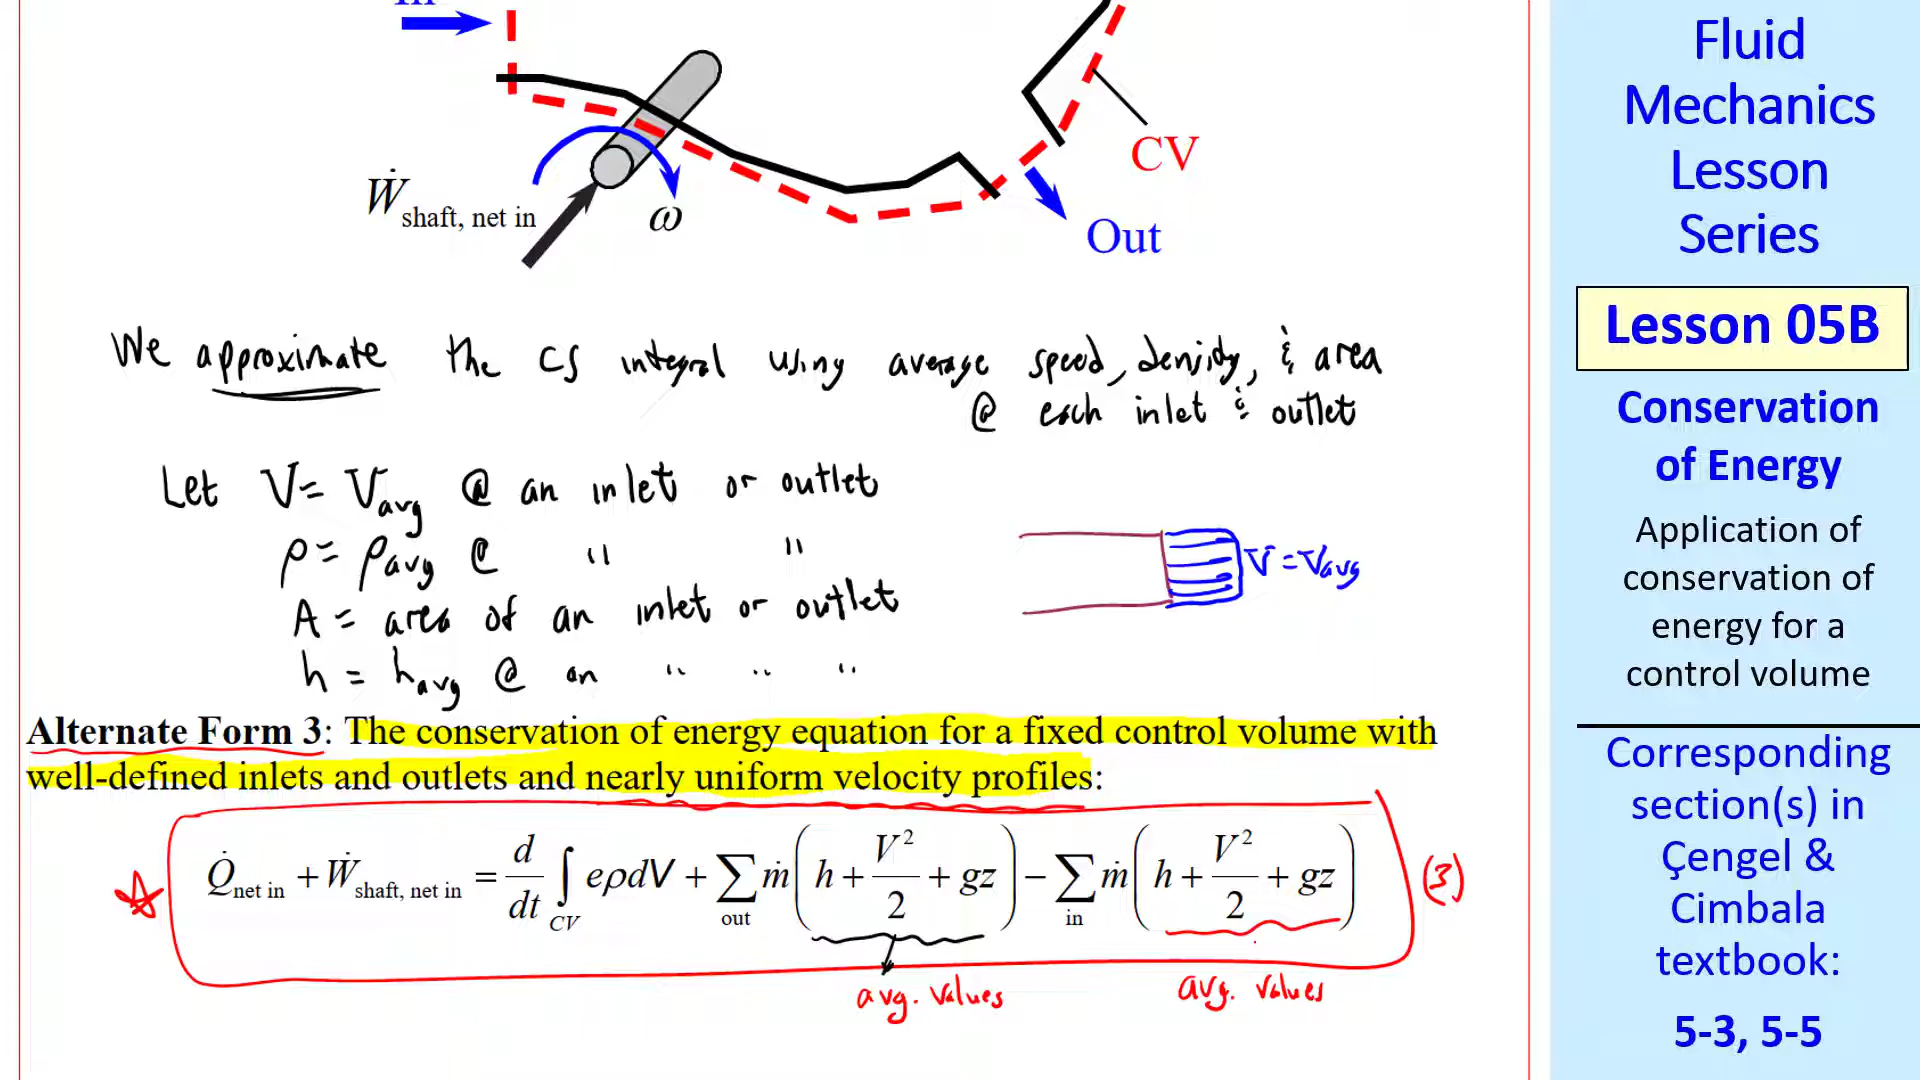 In
CV
Ẇ shaft, net in
ω
Out
We approximate the CS integral using average speed, density, & area
@ each inlet & outlet
Let V = Vavg @ an inlet or outlet
ρ = ρavg @ " "
A = area of an inlet or outlet
h = havg @ an " " "
V = Vavg
Alternate Form 3: The conservation of energy equation for a fixed control volume with
well-defined inlets and outlets and nearly uniform velocity profiles:
Q̇ net in + Ẇ shaft, net in = d/dt ∫CV eρdV + ∑out ṁ(h + V²/2 + gz) − ∑in ṁ(h + V²/2 + gz) (3)
avg. values avg. values
Fluid
Mechanics
Lesson
Series
Lesson 05B
Conservation
of Energy
Application of
conservation of
energy for a
control volume
Corresponding
section(s) in
Çengel &
Cimbala
textbook:
5-3, 5-5